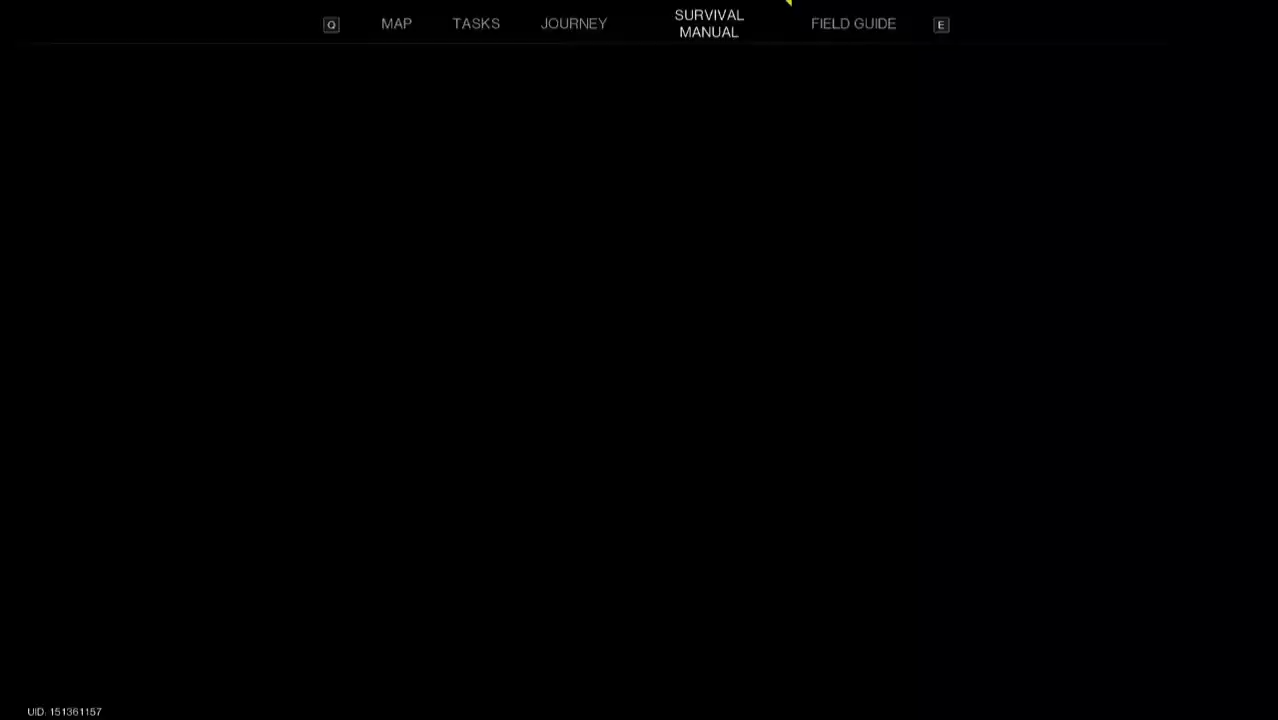 Q MAP TASKS JOURNEY SURVIVAL
MANUAL FIELD GUIDE E
UID. 151361157